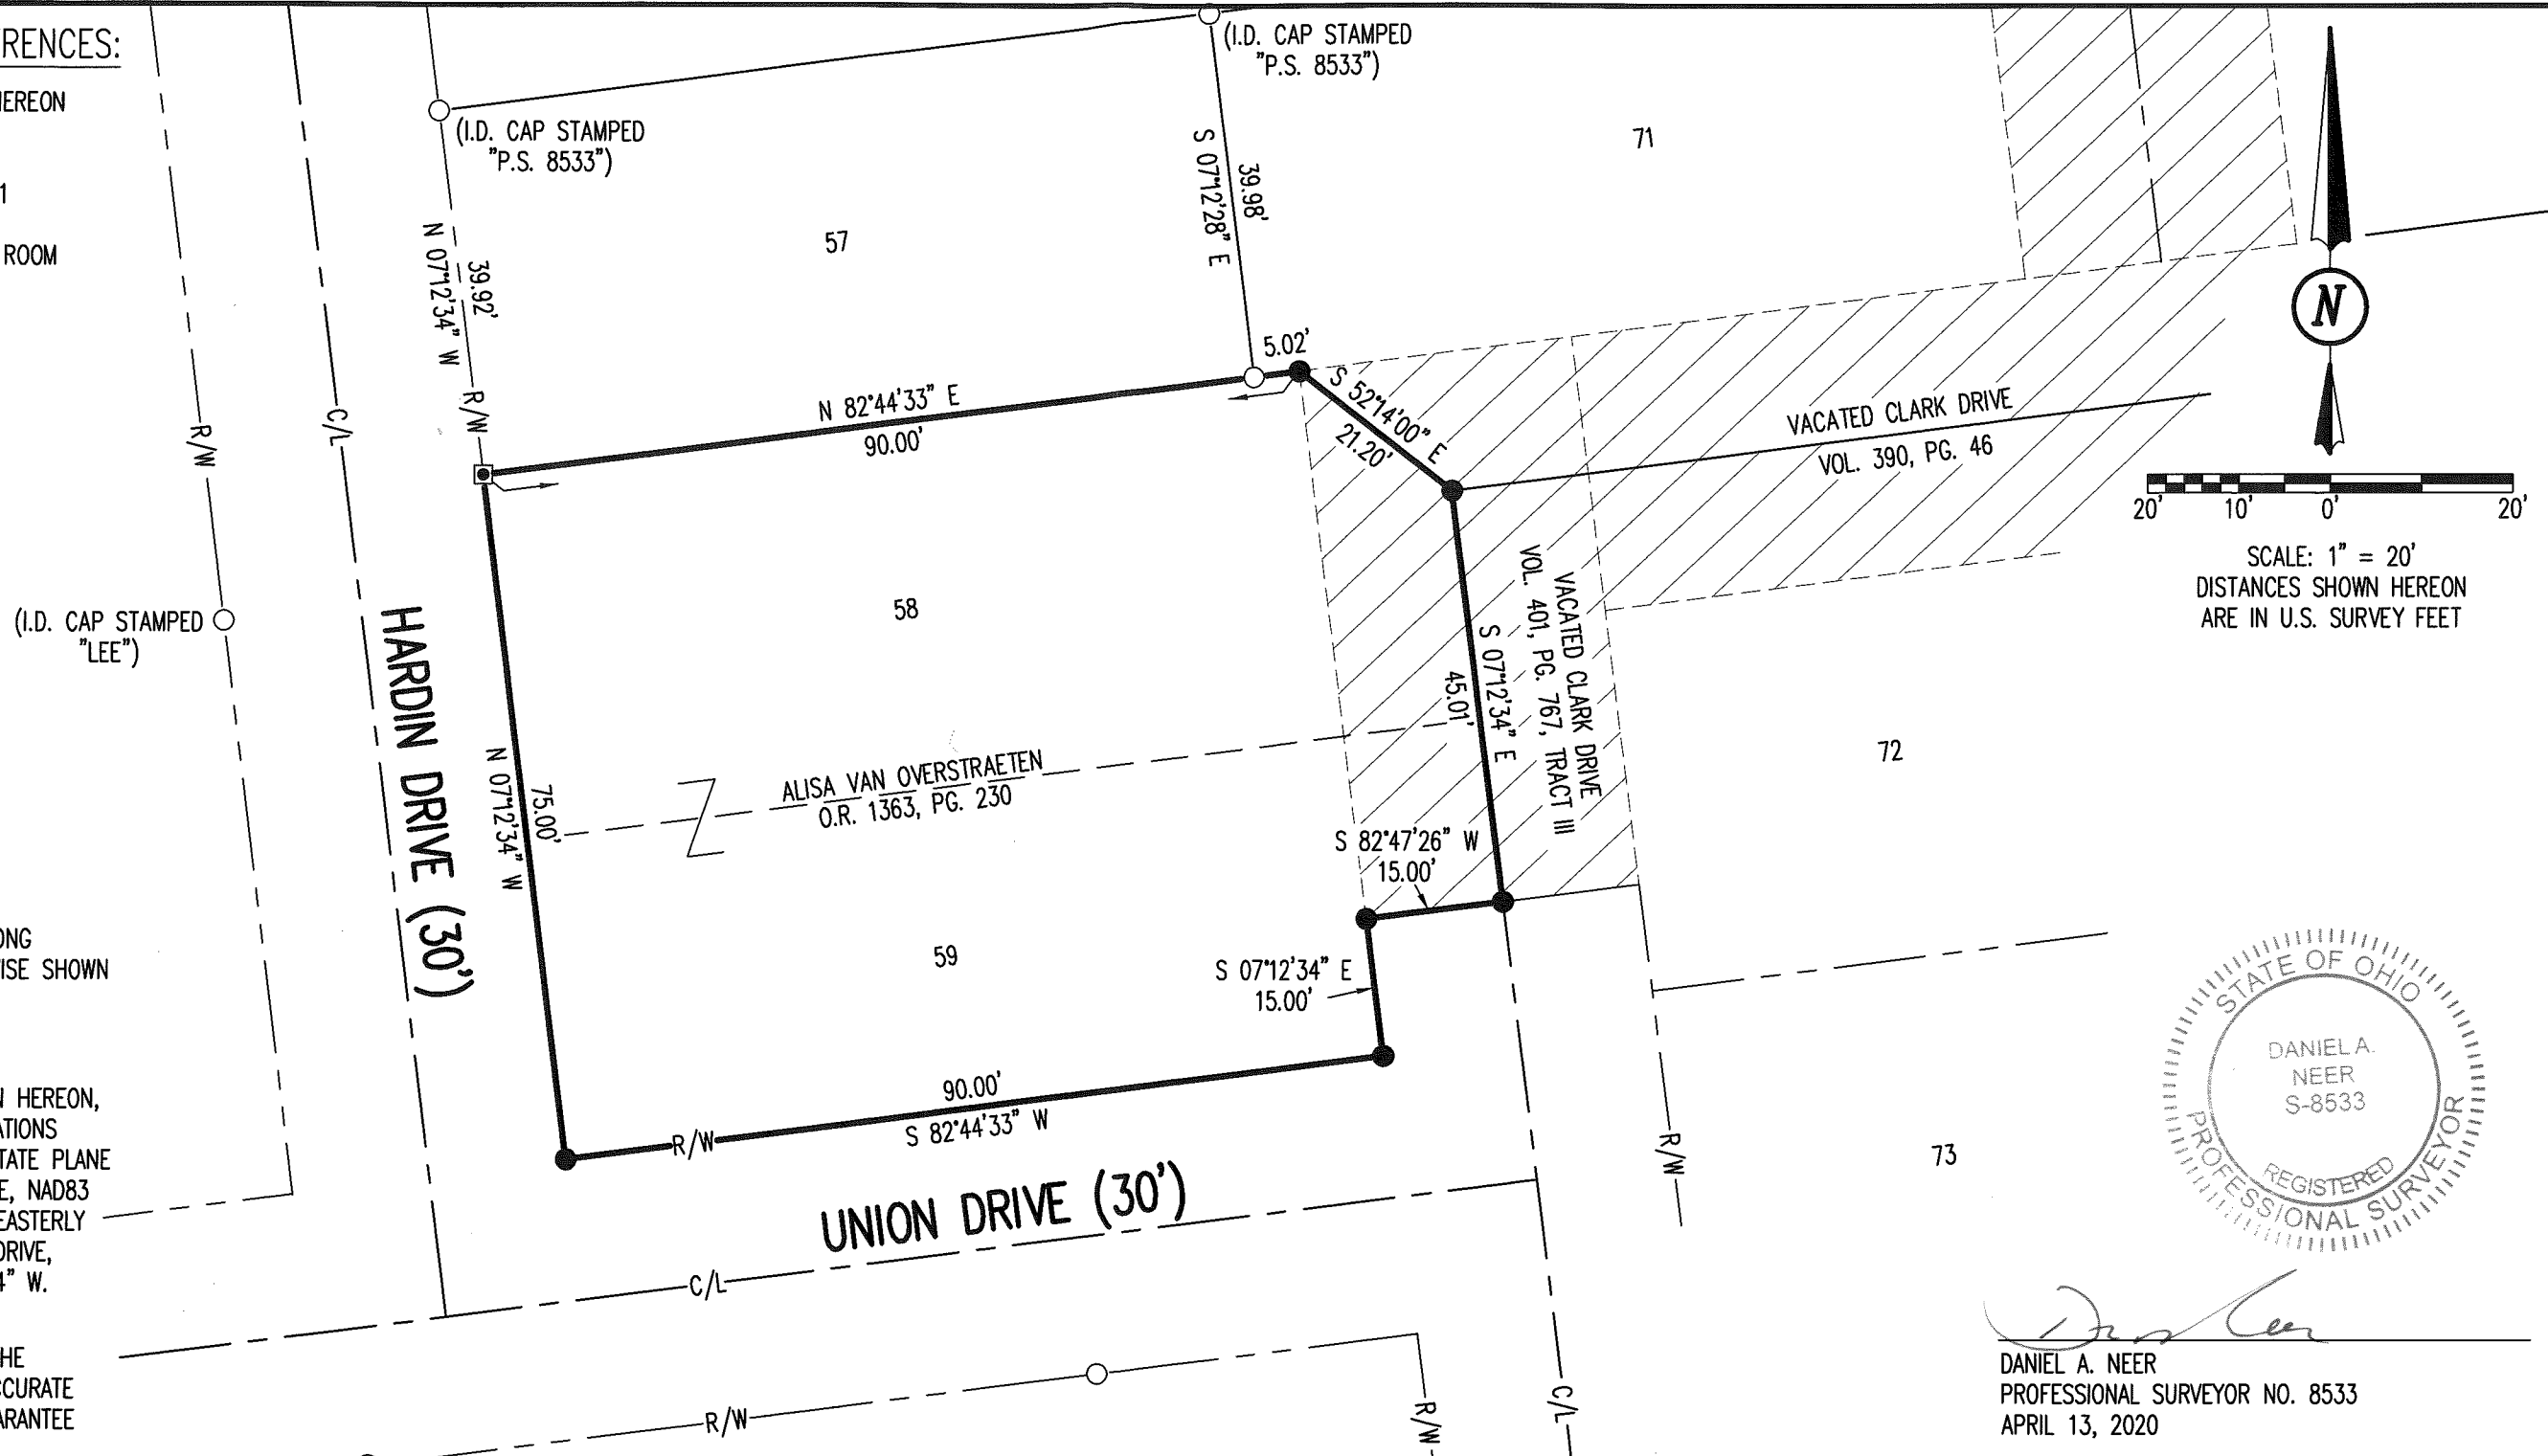 RENCES:
HEREON
1
ROOM
ONG
ISE SHOWN
N HEREON,
ATIONS
TATE PLANE
E, NAD83
EASTERLY
DRIVE,
4" W.
HE
CCURATE
ARANTEE
(I.D. CAP STAMPED
"P.S. 8533")
(I.D. CAP STAMPED
"P.S. 8533")
(I.D. CAP STAMPED
"LEE")
R/W
C/L
N 07°12'34" W
39.92'
R/W
57
S 07°12'28" E
39.98'
71
5.02'
N 82°44'33" E
90.00'
S 52°14'00" E
21.20'
VACATED CLARK DRIVE
VOL. 390, PG. 46
N
20'
10'
0'
20'
SCALE: 1" = 20'
DISTANCES SHOWN HEREON
ARE IN U.S. SURVEY FEET
58
HARDIN DRIVE (30')
N 07°12'34" W
75.00'
ALISA VAN OVERSTRAETEN
O.R. 1363, PG. 230
S 07°12'34" E
45.01'
VACATED CLARK DRIVE
VOL. 401, PG. 767, TRACT III
72
S 82°47'26" W
15.00'
59
S 07°12'34" E
15.00'
90.00'
S 82°44'33" W
R/W
UNION DRIVE (30')
C/L
R/W
R/W
C/L
R/W
73
STATE OF OHIO
DANIEL A.
NEER
S-8533
REGISTERED
PROFESSIONAL SURVEYOR
DANIEL A. NEER
PROFESSIONAL SURVEYOR NO. 8533
APRIL 13, 2020